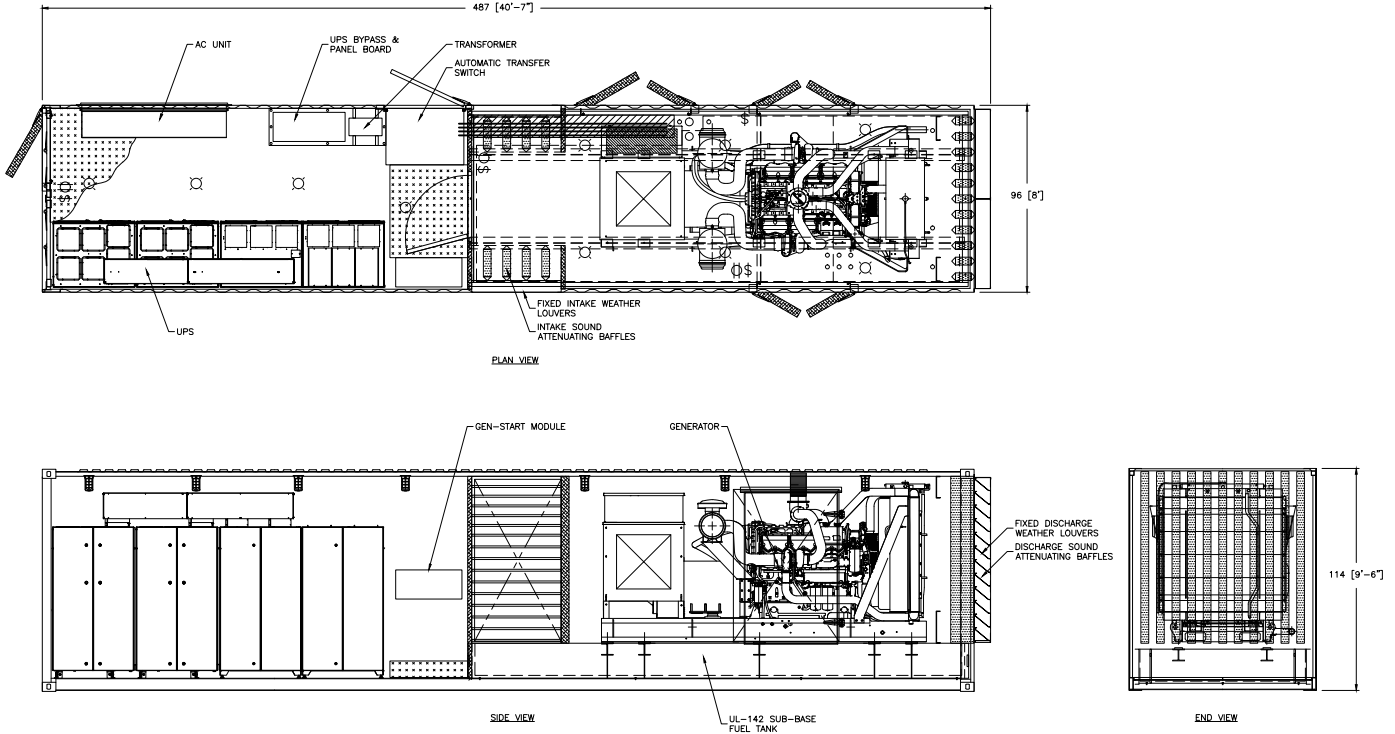 487 [40'-7"]
AC UNIT
UPS BYPASS &
PANEL BOARD
TRANSFORMER
AUTOMATIC TRANSFER
SWITCH
96 [8']
UPS
FIXED INTAKE WEATHER
LOUVERS
INTAKE SOUND
ATTENUATING BAFFLES
PLAN VIEW
GEN-START MODULE
GENERATOR
FIXED DISCHARGE
WEATHER LOUVERS
DISCHARGE SOUND
ATTENUATING BAFFLES
114 [9'-6"]
SIDE VIEW
UL-142 SUB-BASE
FUEL TANK
END VIEW